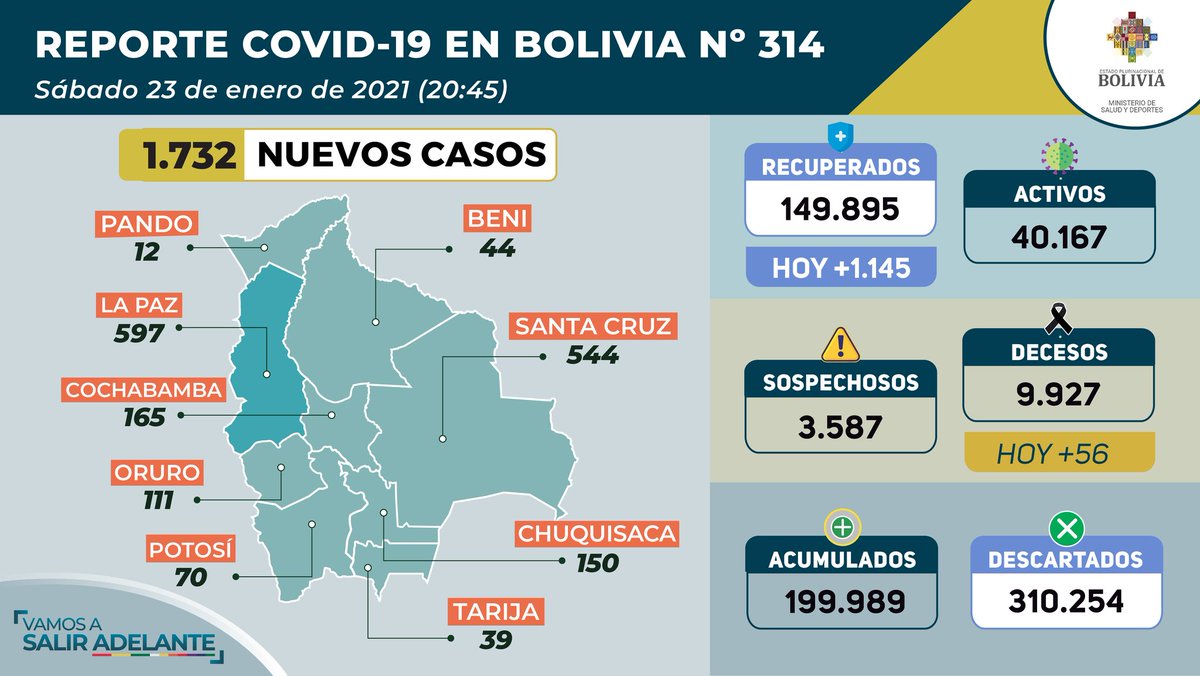 REPORTE COVID-19 EN BOLIVIA Nº 314
Sábado 23 de enero de 2021 (20:45)
ESTADO PLURINACIONAL DE
BOLIVIA
MINISTERIO DE
SALUD Y DEPORTES
1.732 NUEVOS CASOS
PANDO
12
BENI
44
LA PAZ
597
SANTA CRUZ
544
COCHABAMBA
165
ORURO
111
CHUQUISACA
150
POTOSÍ
70
TARIJA
39
VAMOS A
SALIR ADELANTE
RECUPERADOS
149.895
HOY +1.145
ACTIVOS
40.167
SOSPECHOSOS
3.587
DECESOS
9.927
HOY +56
ACUMULADOS
199.989
DESCARTADOS
310.254